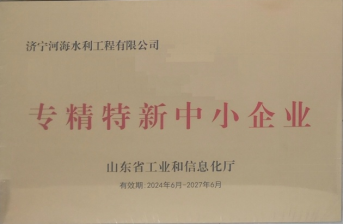 济宁河海水利工程有限公司
专精特新中小企业
山东省工业和信息化厅
有效期:2024年6月-2027年6月